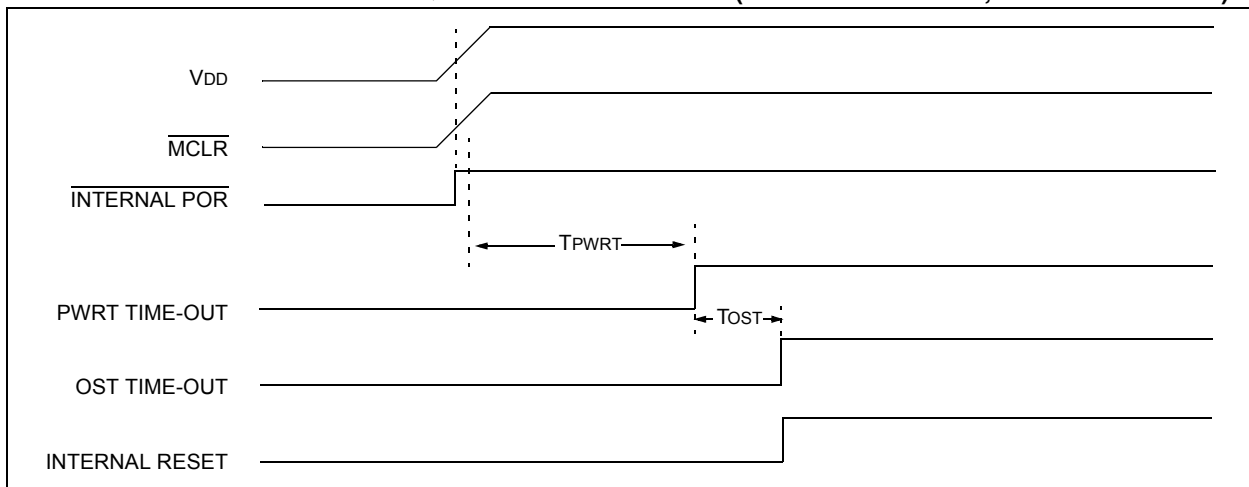 VDD
MCLR
INTERNAL POR
TPWRT
PWRT TIME-OUT
TOST
OST TIME-OUT
INTERNAL RESET